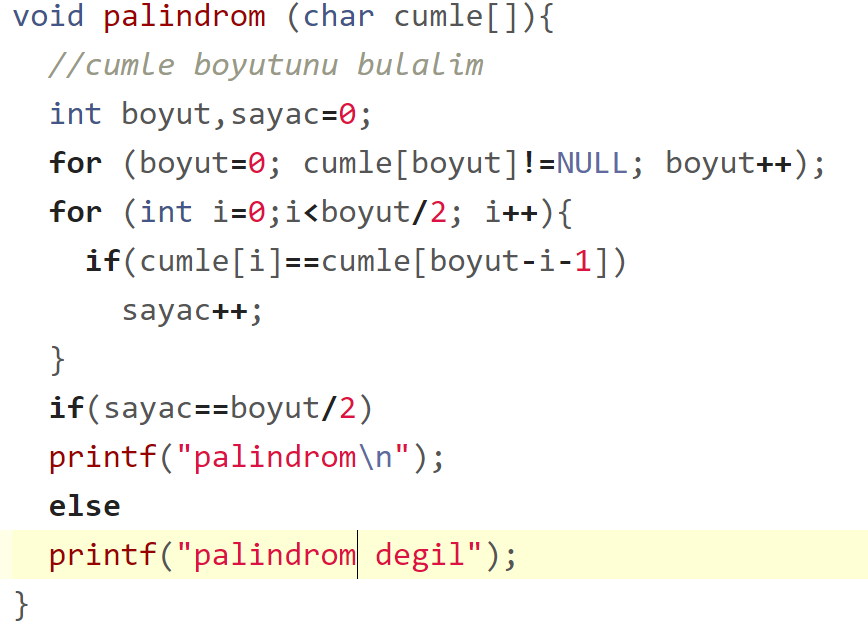 void palindrom (char cumle[]){
//cumle boyutunu bulalim
int boyut,sayac=0;
for (boyut=0; cumle[boyut]!=NULL; boyut++);
for (int i=0;i<boyut/2; i++){
if(cumle[i]==cumle[boyut-i-1])
sayac++;
}
if(sayac==boyut/2)
printf("palindrom\n");
else
printf("palindrom degil");
}